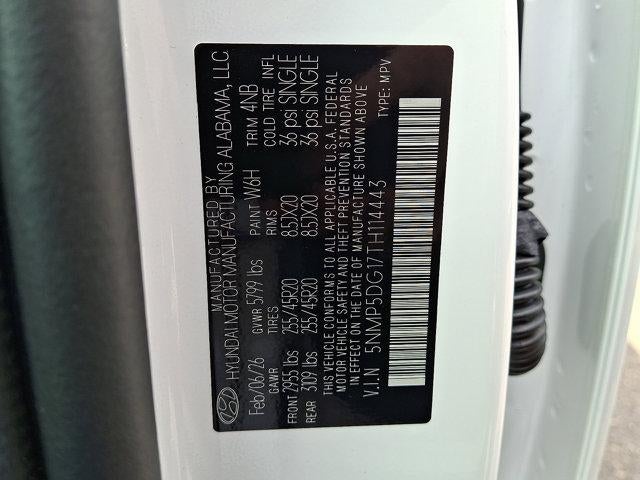 MANUFACTURED BY
HYUNDAI MOTOR MANUFACTURING ALABAMA, LLC.
Feb/06/26 GVWR 5799 lbs PAINT W6H TRIM 4NB
GAWR TIRES RIMS COLD TIRE INFL
FRONT 2955 lbs 255/45R20 8.5JX20 36 psi SINGLE
REAR 3109 lbs 255/45R20 8.5JX20 36 psi SINGLE
THIS VEHICLE CONFORMS TO ALL APPLICABLE U.S.A. FEDERAL
MOTOR VEHICLE SAFETY AND THEFT PREVENTION STANDARDS
IN EFFECT ON THE DATE OF MANUFACTURE SHOWN ABOVE
V.I.N 5NMP5DG17TH114443 TYPE: MPV